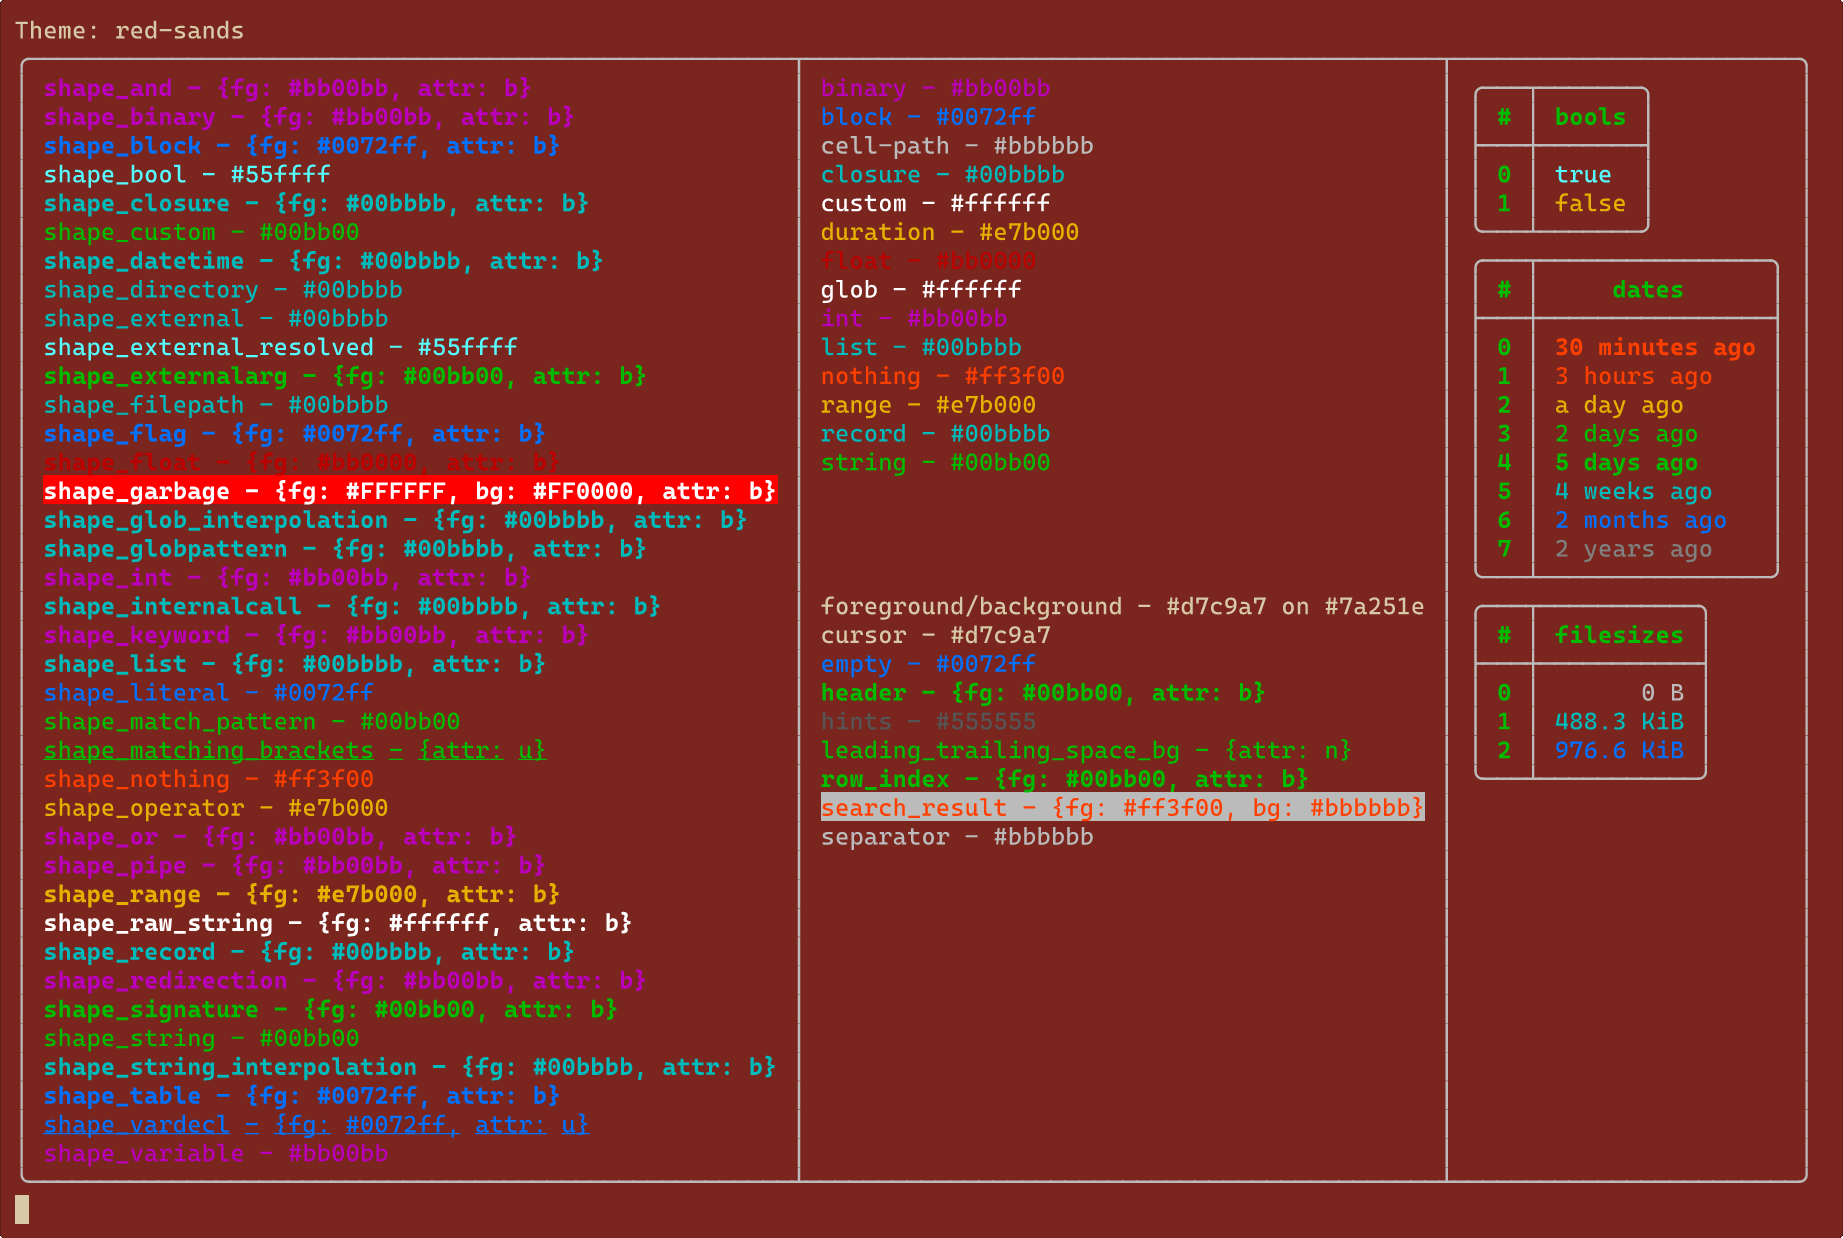 Theme: red-sands
shape_and - {fg: #bb00bb, attr: b}
shape_binary - {fg: #bb00bb, attr: b}
shape_block - {fg: #0072ff, attr: b}
shape_bool - #55ffff
shape_closure - {fg: #00bbbb, attr: b}
shape_custom - #00bb00
shape_datetime - {fg: #00bbbb, attr: b}
shape_directory - #00bbbb
shape_external - #00bbbb
shape_external_resolved - #55ffff
shape_externalarg - {fg: #00bb00, attr: b}
shape_filepath - #00bbbb
shape_flag - {fg: #0072ff, attr: b}
shape_float - {fg: #bb0000, attr: b}
shape_garbage - {fg: #FFFFFF, bg: #FF0000, attr: b}
shape_glob_interpolation - {fg: #00bbbb, attr: b}
shape_globpattern - {fg: #00bbbb, attr: b}
shape_int - {fg: #bb00bb, attr: b}
shape_internalcall - {fg: #00bbbb, attr: b}
shape_keyword - {fg: #bb00bb, attr: b}
shape_list - {fg: #00bbbb, attr: b}
shape_literal - #0072ff
shape_match_pattern - #00bb00
shape_matching_brackets - {attr: u}
shape_nothing - #ff3f00
shape_operator - #e7b000
shape_or - {fg: #bb00bb, attr: b}
shape_pipe - {fg: #bb00bb, attr: b}
shape_range - {fg: #e7b000, attr: b}
shape_raw_string - {fg: #ffffff, attr: b}
shape_record - {fg: #00bbbb, attr: b}
shape_redirection - {fg: #bb00bb, attr: b}
shape_signature - {fg: #00bb00, attr: b}
shape_string - #00bb00
shape_string_interpolation - {fg: #00bbbb, attr: b}
shape_table - {fg: #0072ff, attr: b}
shape_vardecl - {fg: #0072ff, attr: u}
shape_variable - #bb00bb
binary - #bb00bb
block - #0072ff
cell-path - #bbbbbb
closure - #00bbbb
custom - #ffffff
duration - #e7b000
float - #bb0000
glob - #ffffff
int - #bb00bb
list - #00bbbb
nothing - #ff3f00
range - #e7b000
record - #00bbbb
string - #00bb00
foreground/background - #d7c9a7 on #7a251e
cursor - #d7c9a7
empty - #0072ff
header - {fg: #00bb00, attr: b}
hints - #555555
leading_trailing_space_bg - {attr: n}
row_index - {fg: #00bb00, attr: b}
search_result - {fg: #ff3f00, bg: #bbbbbb}
separator - #bbbbbb
# bools
0 true
1 false
# dates
0 30 minutes ago
1 3 hours ago
2 a day ago
3 2 days ago
4 5 days ago
5 4 weeks ago
6 2 months ago
7 2 years ago
# filesizes
0 0 B
1 488.3 KiB
2 976.6 KiB